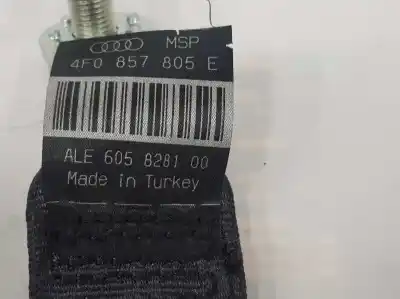 MSP
4F0 857 805 E
ALE 605 8281 00
Made in Turkey